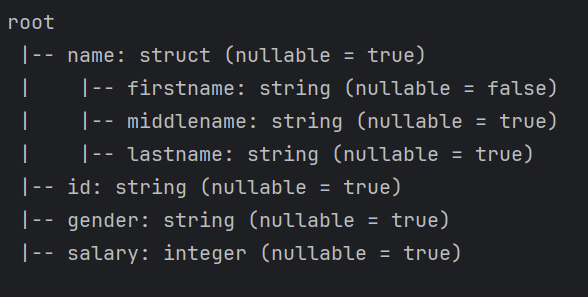 root
 |-- name: struct (nullable = true)
 |    |-- firstname: string (nullable = false)
 |    |-- middlename: string (nullable = true)
 |    |-- lastname: string (nullable = true)
 |-- id: string (nullable = true)
 |-- gender: string (nullable = true)
 |-- salary: integer (nullable = true)